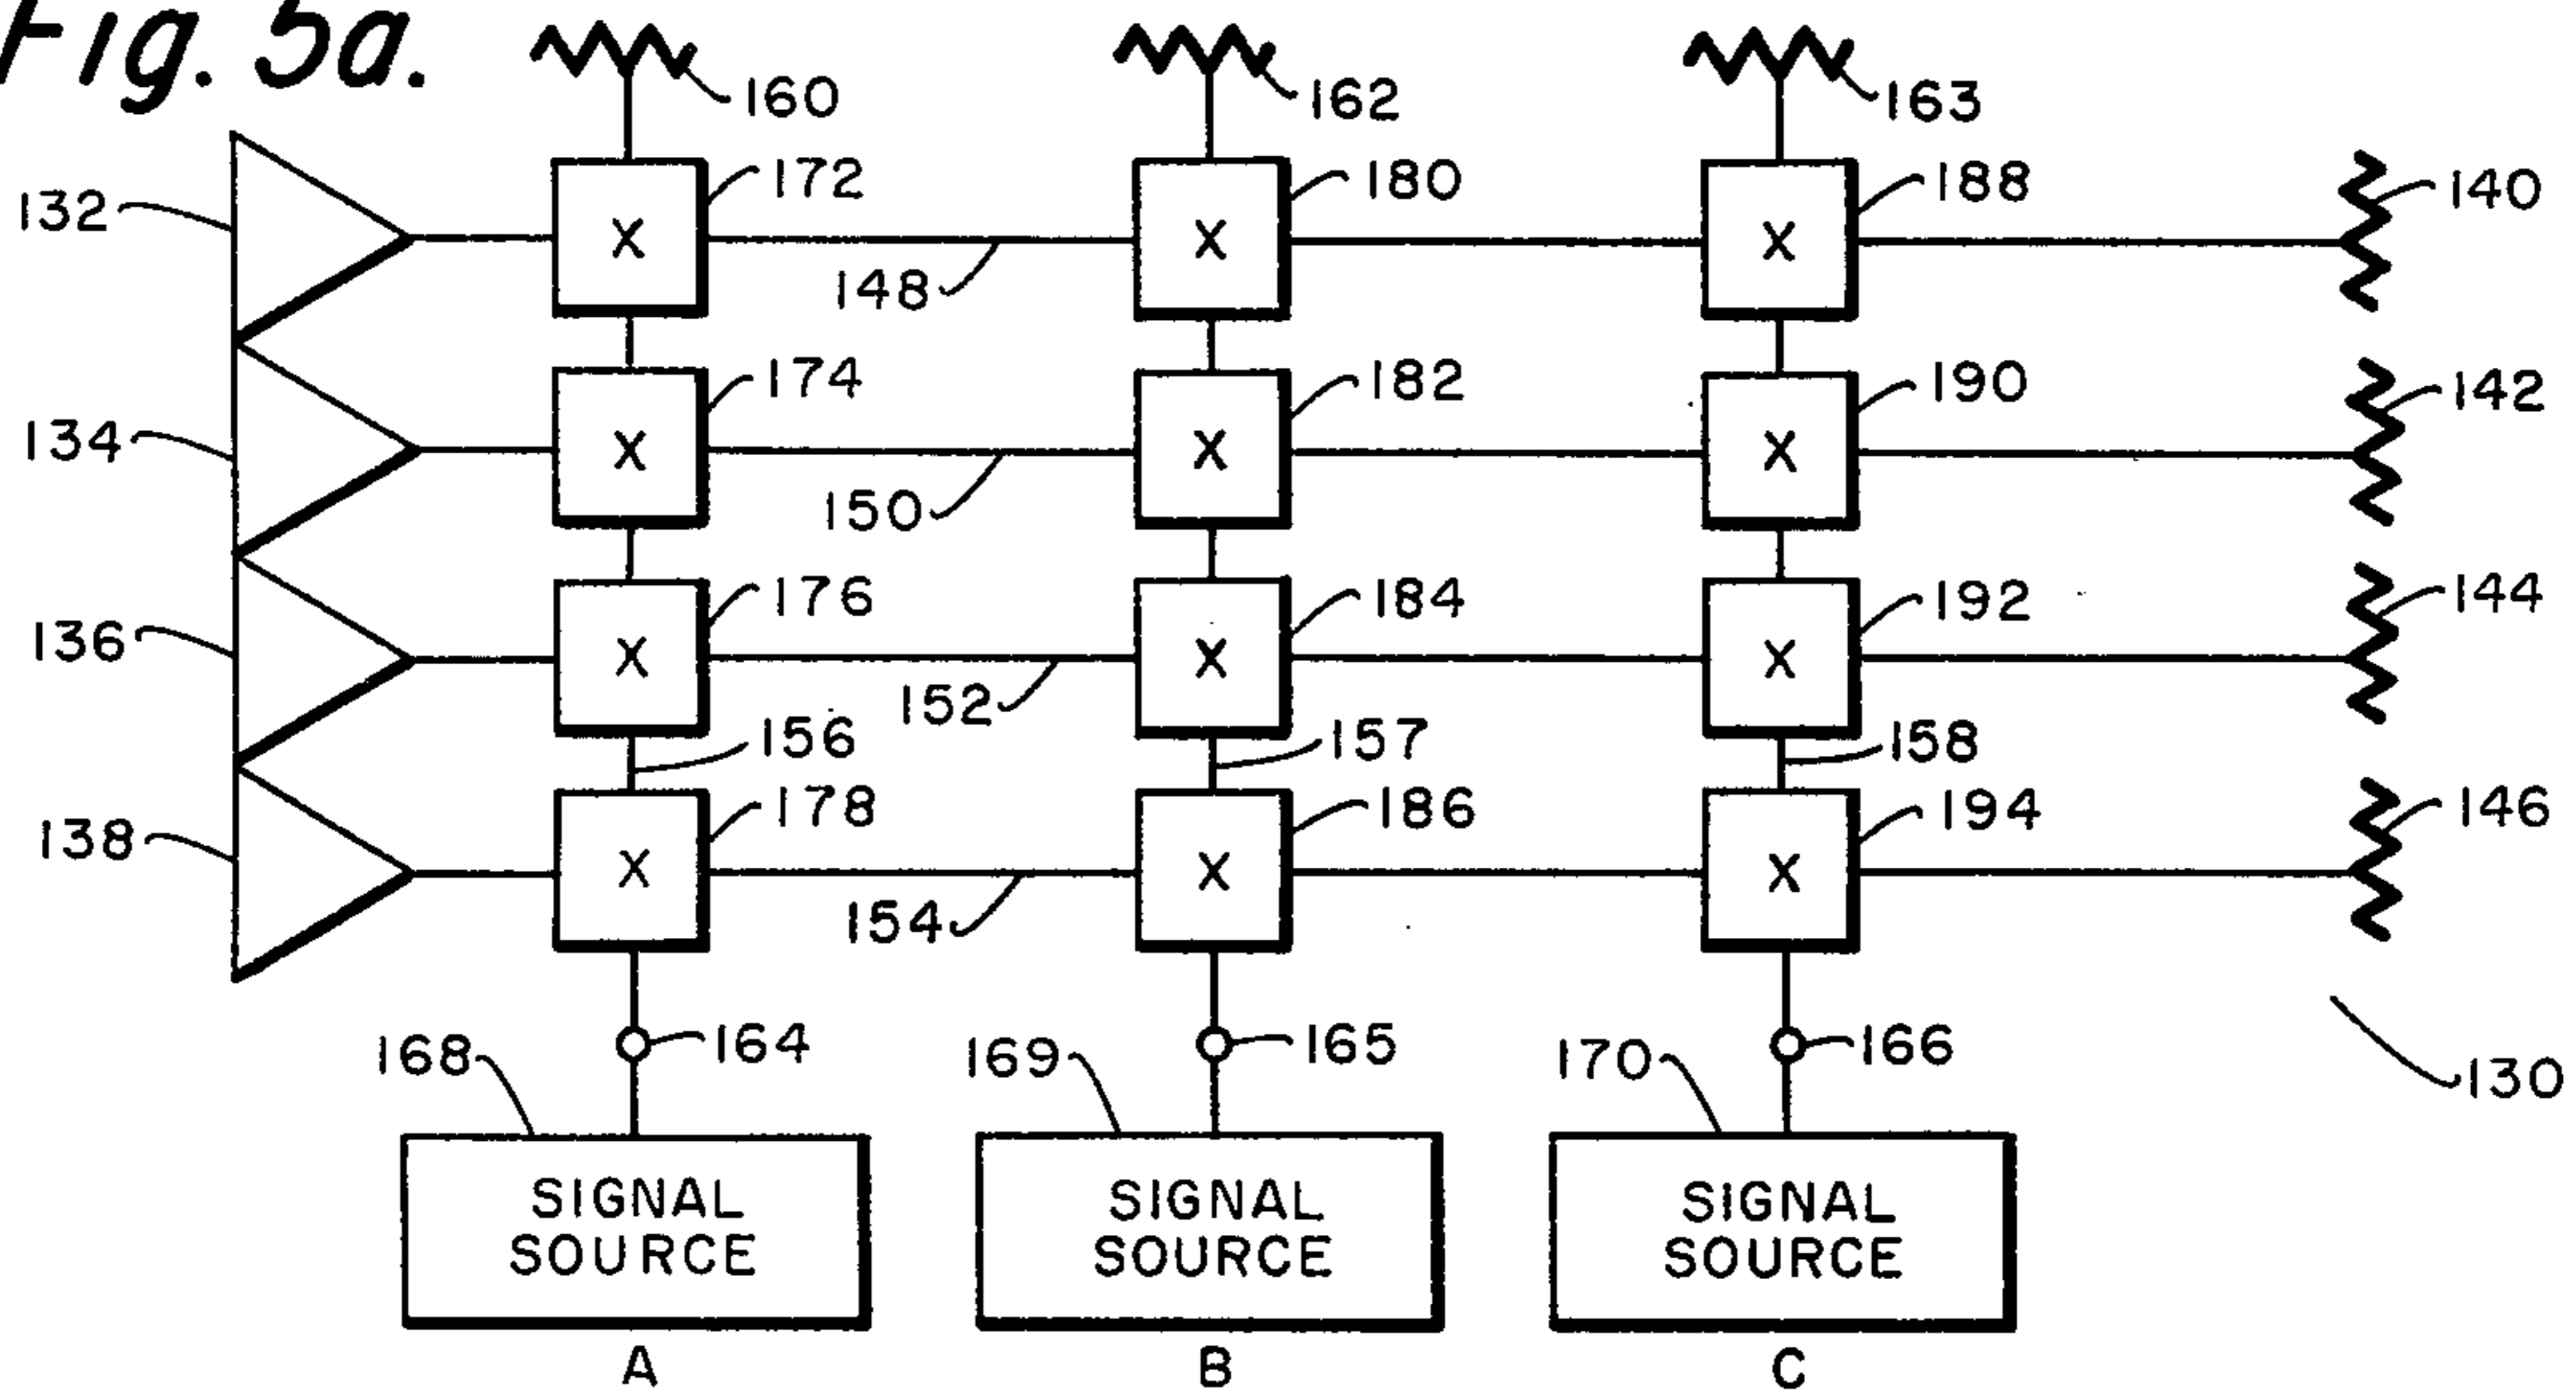 Fig. 5a.
160 162 163
132 172 180 188 140
148
134 174 182 190 142
150
136 176 184 192 144
152
156 157 158
138 178 186 194 146
154
X X X
X X X
X X X
X X X
168 164 169 165 170 166 130
SIGNAL SOURCE
SIGNAL SOURCE
SIGNAL SOURCE
A B C